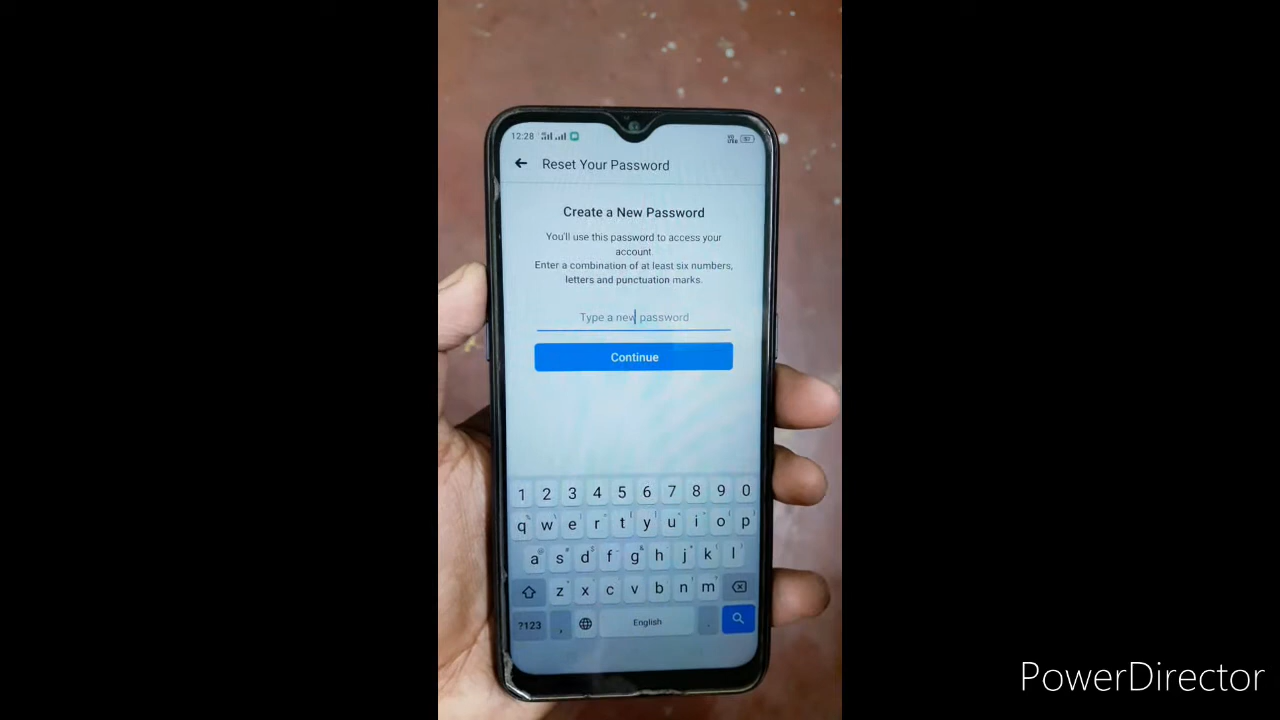 12:28
Reset Your Password
Create a New Password
You'll use this password to access your
account
Enter a combination of at least six numbers,
letters and punctuation marks.
Type a new password
Continue
1 2 3 4 5 6 7 8 9 0
q w e r t y u i o p
a s d f g h j k l
z x c v b n m
?123 , English .
PowerDirector